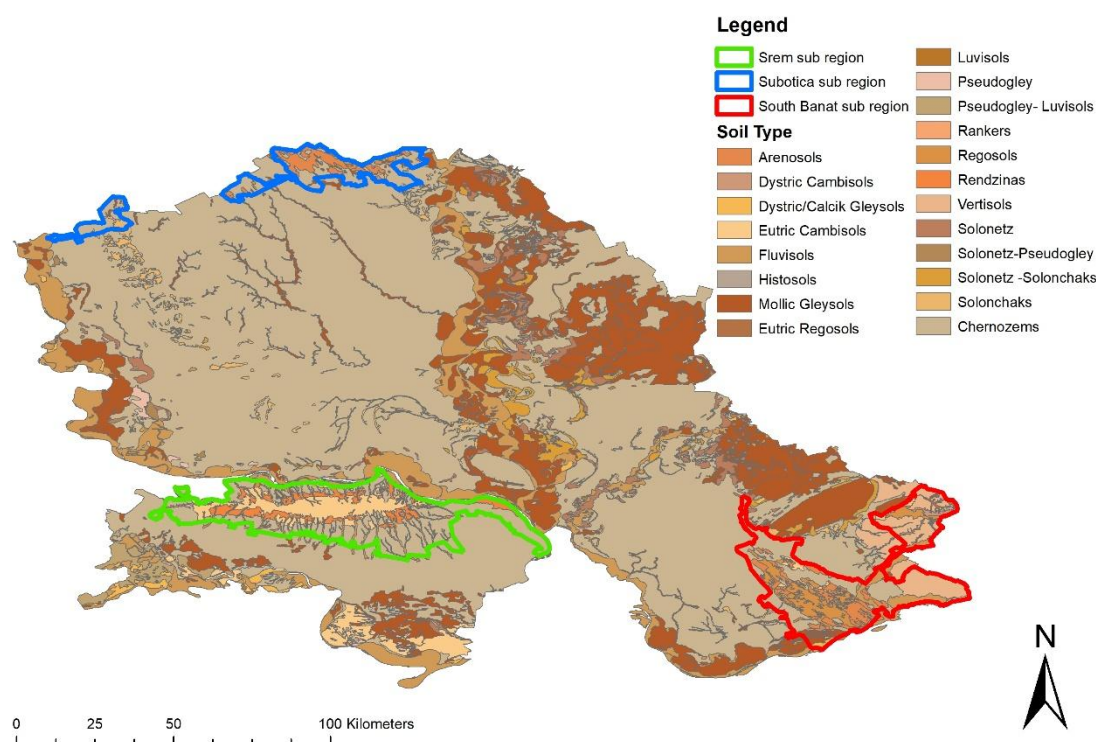 Legend
Srem sub region
Subotica sub region
South Banat sub region
Soil Type
Arenosols
Dystric Cambisols
Dystric/Calcik Gleysols
Eutric Cambisols
Fluvisols
Histosols
Mollic Gleysols
Eutric Regosols
Luvisols
Pseudogley
Pseudogley- Luvisols
Rankers
Regosols
Rendzinas
Vertisols
Solonetz
Solonetz-Pseudogley
Solonetz -Solonchaks
Solonchaks
Chernozems
N
0 25 50 100 Kilometers